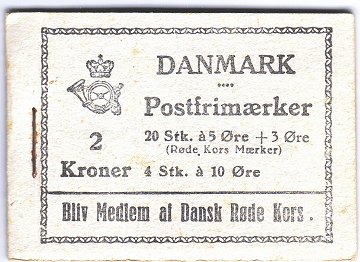 DANMARK
Postfrimærker
2
Kroner
20 Stk. à 5 Øre + 3 Øre
(Røde Kors Mærker)
4 Stk. à 10 Øre
Bliv Medlem af Dansk Røde Kors.